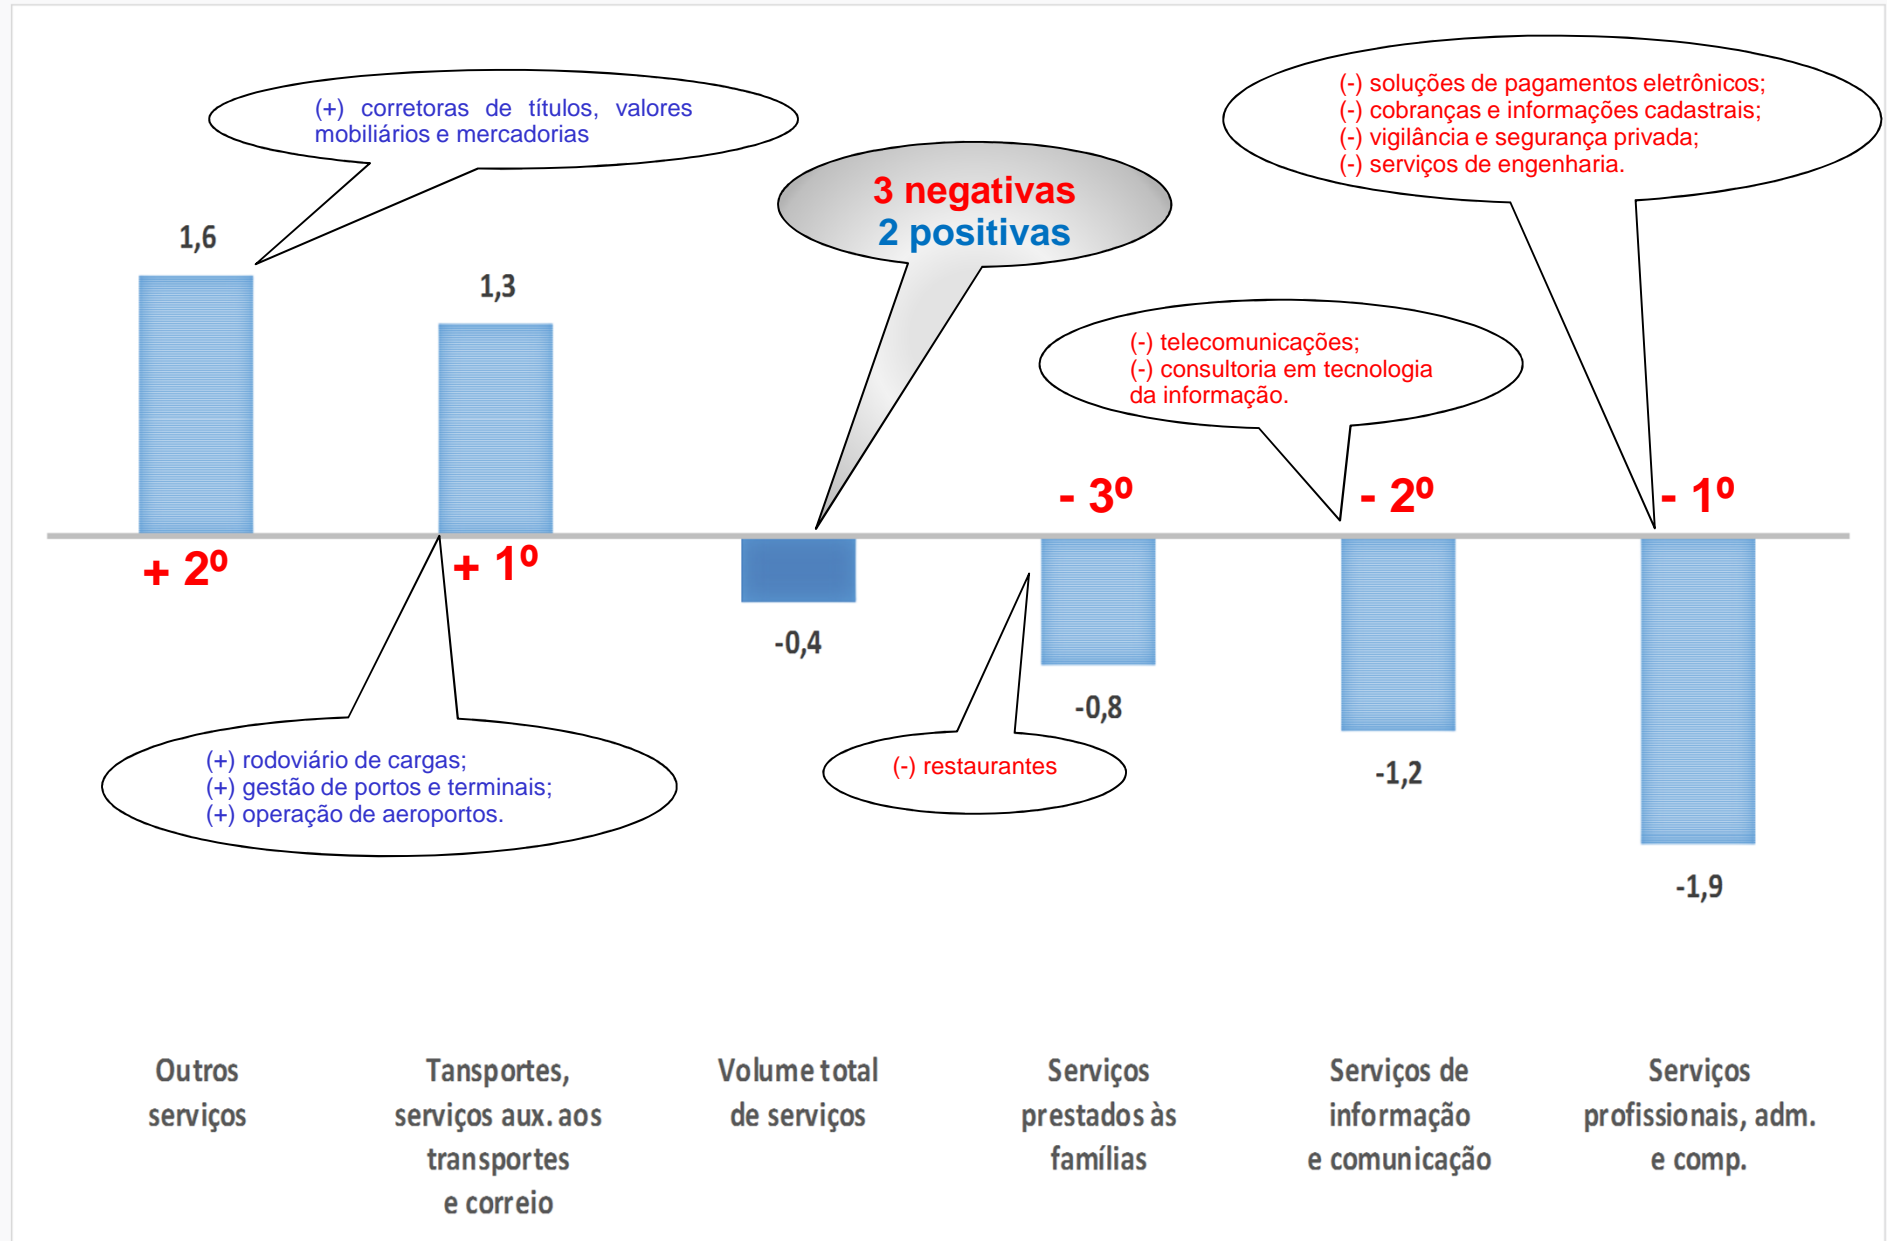 (+) corretoras de títulos, valores
mobiliários e mercadorias
(-) soluções de pagamentos eletrônicos;
(-) cobranças e informações cadastrais;
(-) vigilância e segurança privada;
(-) serviços de engenharia.
3 negativas
2 positivas
1,6
1,3
(-) telecomunicações;
(-) consultoria em tecnologia
da informação.
- 3º
- 2º
- 1º
+ 2º
+ 1º
-0,4
-0,8
-1,2
-1,9
(+) rodoviário de cargas;
(+) gestão de portos e terminais;
(+) operação de aeroportos.
(-) restaurantes
Outros
serviços
Tansportes,
serviços aux. aos
transportes
e correio
Volume total
de serviços
Serviços
prestados às
famílias
Serviços de
informação
e comunicação
Serviços
profissionais, adm.
e comp.